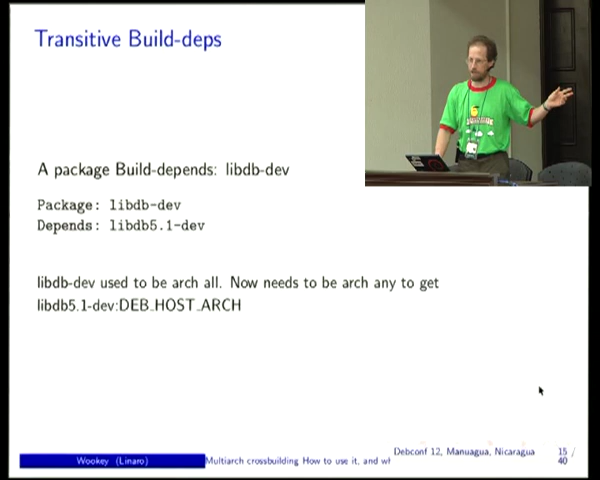 Transitive Build-deps
A package Build-depends: libdb-dev
Package: libdb-dev
Depends: libdb5.1-dev
libdb-dev used to be arch all. Now needs to be arch any to get
libdb5.1-dev:DEB_HOST_ARCH
Wookey (Linaro)
Multiarch crossbuilding How to use it, and wh
Debconf 12, Manuagua, Nicaragua
15 /
40